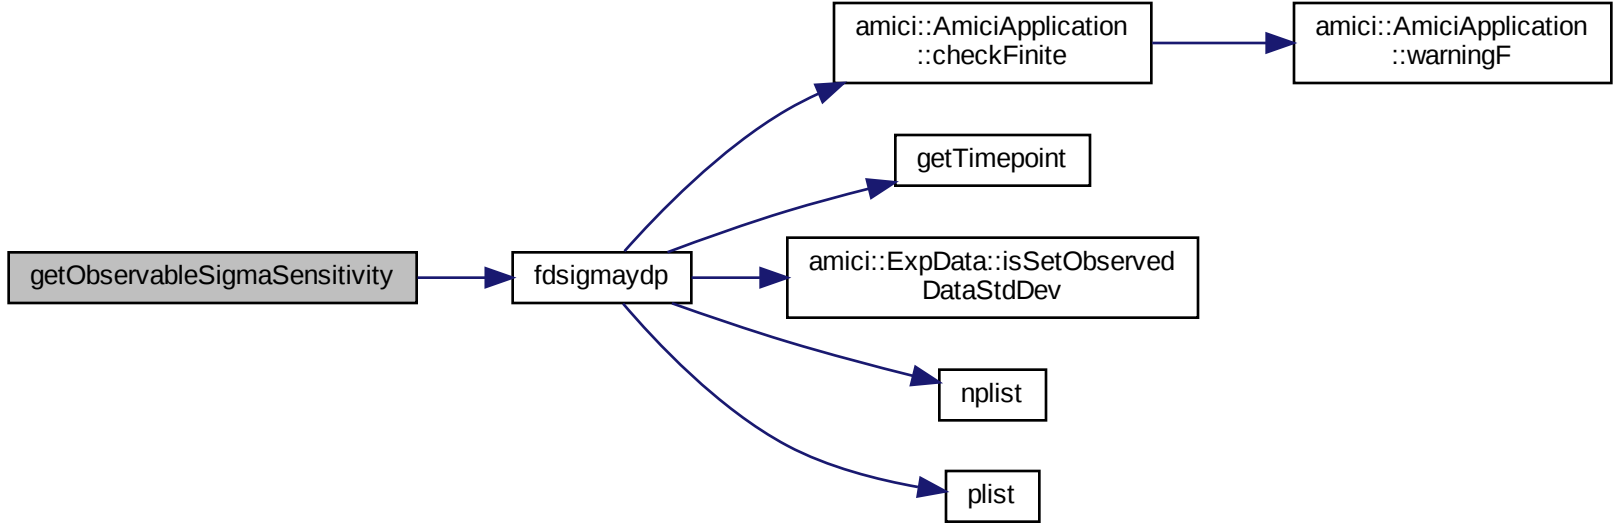 amici::AmiciApplication
::checkFinite
amici::AmiciApplication
::warningF
getTimepoint
getObservableSigmaSensitivity
fdsigmaydp
amici::ExpData::isSetObserved
DataStdDev
nplist
plist